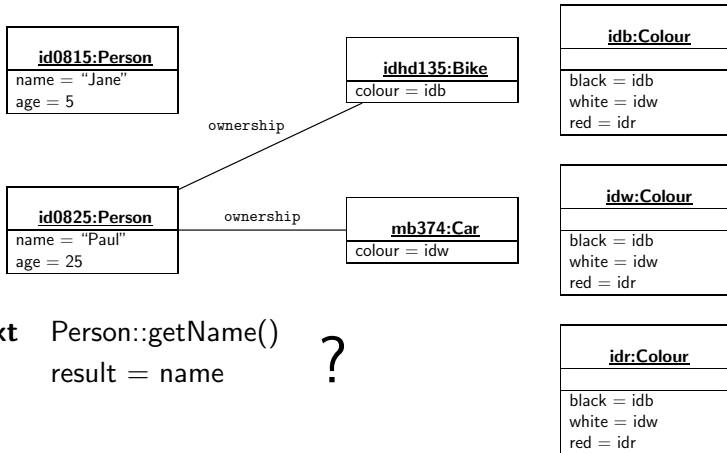 id0815:Person
name = “Jane”
age = 5
idhd135:Bike
colour = idb
idb:Colour
black = idb
white = idw
red = idr
ownership
id0825:Person
name = “Paul”
age = 25
ownership
mb374:Car
colour = idw
idw:Colour
black = idb
white = idw
red = idr
xt Person::getName()
result = name
?
idr:Colour
black = idb
white = idw
red = idr